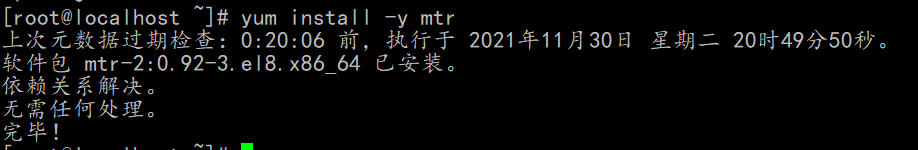 [root@localhost ~]# yum install -y mtr
上次元数据过期检查：0:20:06 前，执行于 2021年11月30日 星期二 20时49分50秒。
软件包 mtr-2:0.92-3.el8.x86_64 已安装。
依赖关系解决。
无需任何处理。
完毕！
[root@localhost ~]#